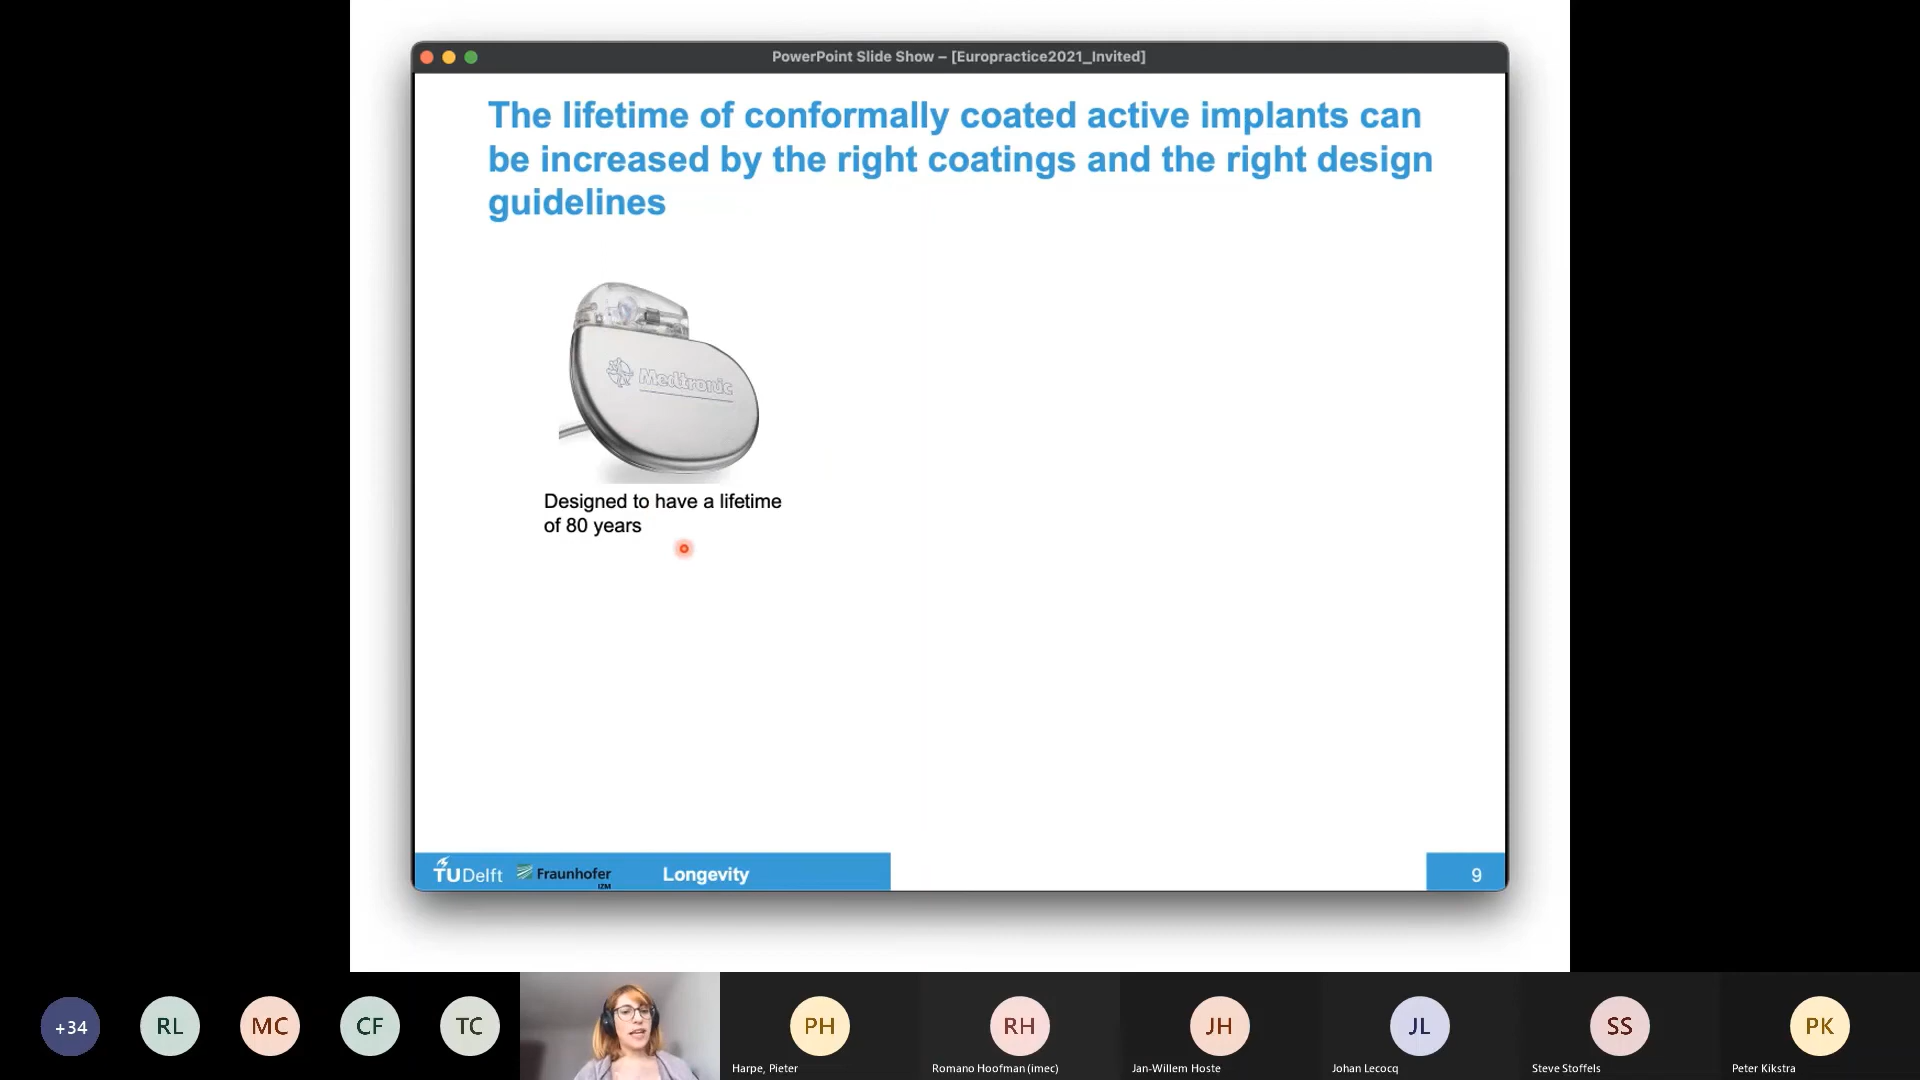 PowerPoint Slide Show – [Europractice2021_Invited]
The lifetime of conformally coated active implants can
be increased by the right coatings and the right design
guidelines
Medtronic
Designed to have a lifetime
of 80 years
TUDelft
Fraunhofer
IZM
Longevity
9
+34
RL
MC
CF
TC
PH
RH
JH
JL
SS
PK
Harpe, Pieter
Romano Hoofman (imec)
Jan-Willem Hoste
Johan Lecocq
Steve Stoffels
Peter Kikstra